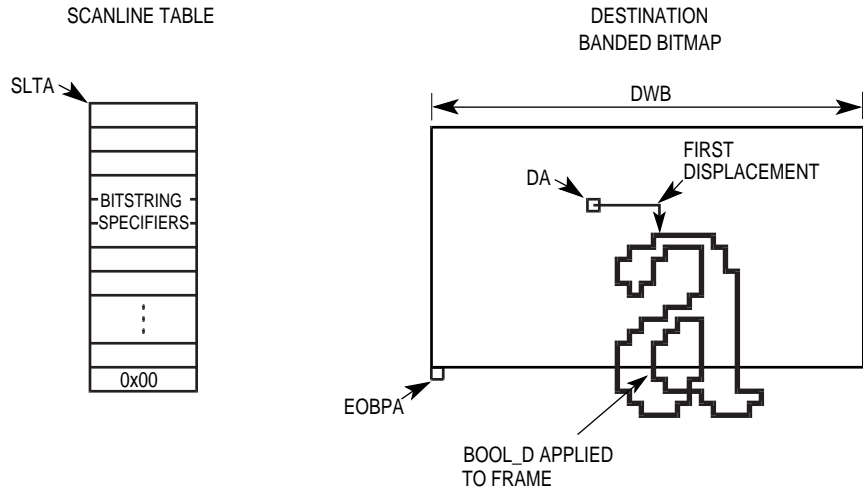 SCANLINE TABLE
SLTA
BITSTRING
SPECIFIERS
0x00
DESTINATION
BANDED BITMAP
DWB
FIRST
DISPLACEMENT
DA
EOBPA
BOOL_D APPLIED
TO FRAME